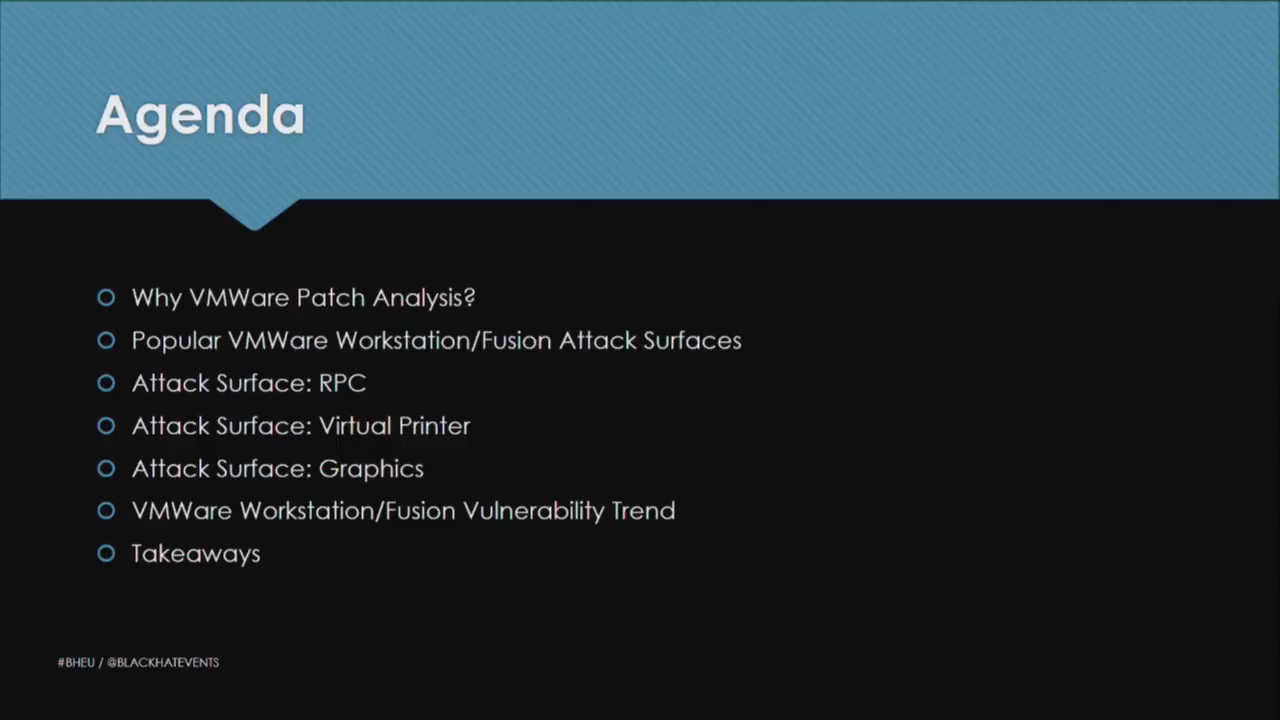 Agenda
Why VMWare Patch Analysis?
Popular VMWare Workstation/Fusion Attack Surfaces
Attack Surface: RPC
Attack Surface: Virtual Printer
Attack Surface: Graphics
VMWare Workstation/Fusion Vulnerability Trend
Takeaways
#BHEU / @BLACKHATEVENTS